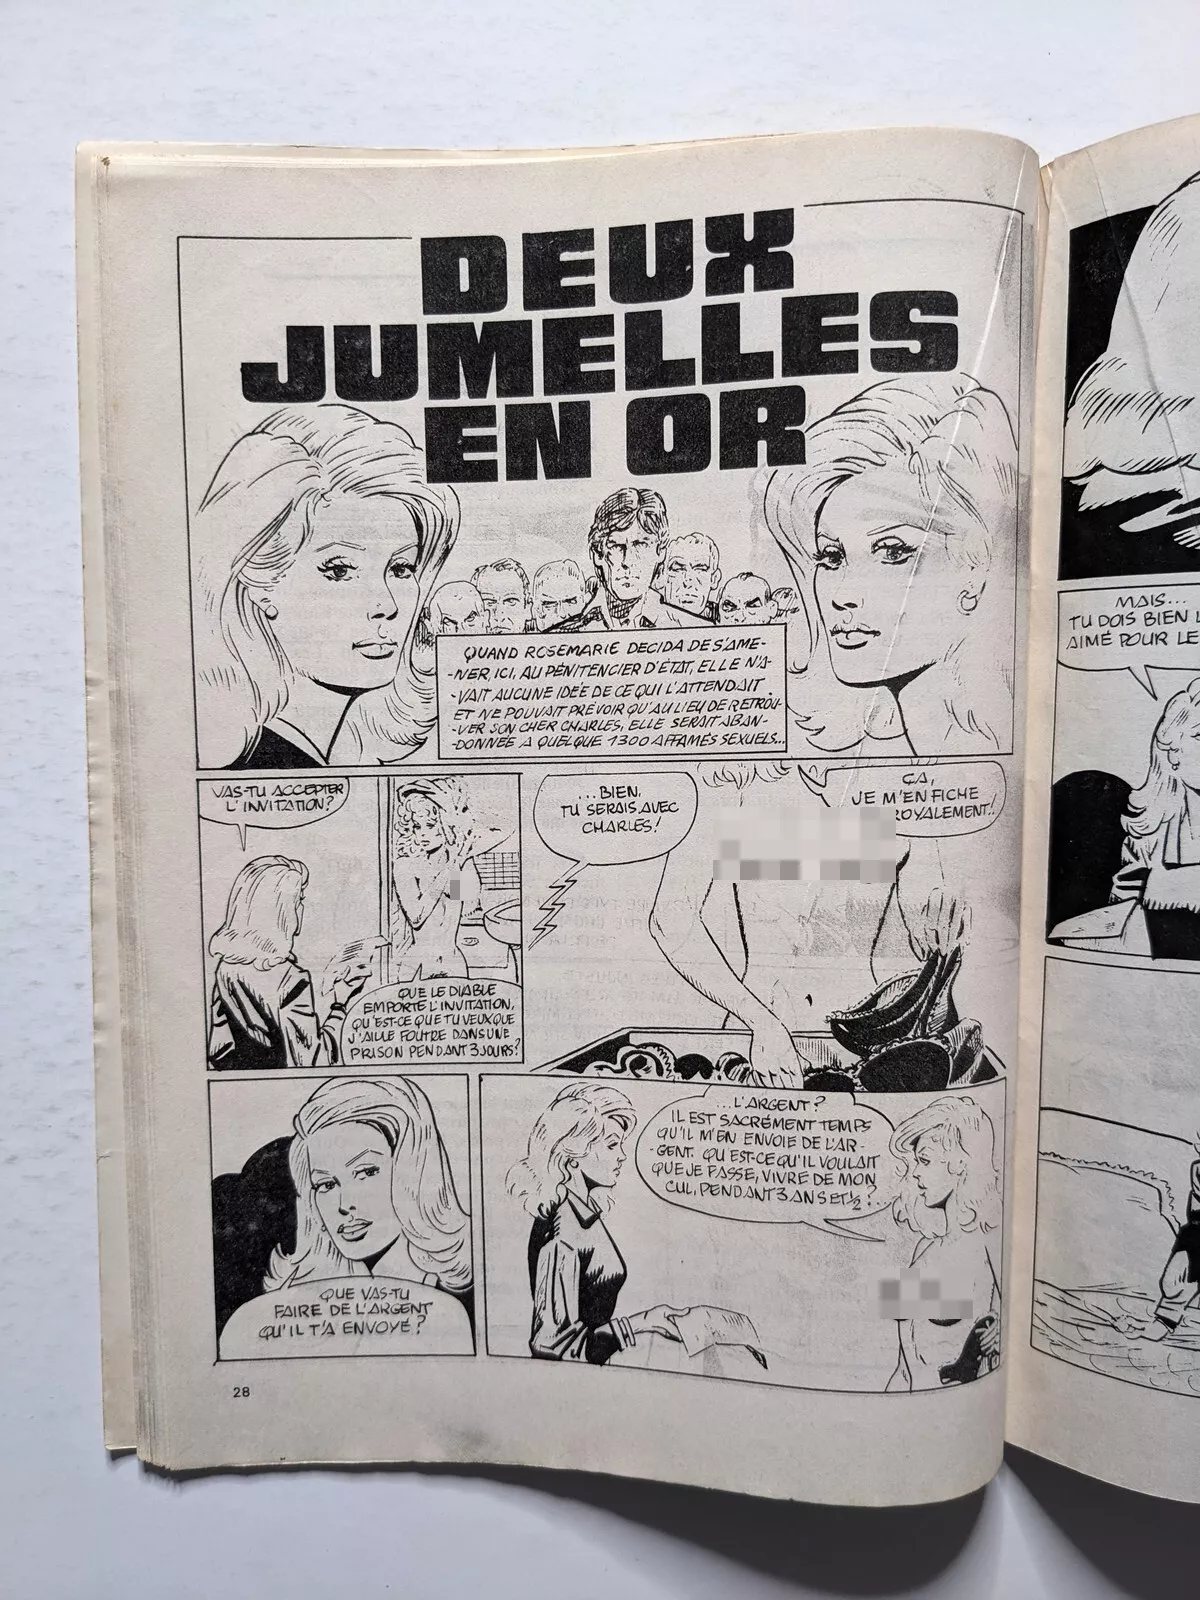 DEUX
JUMELLES
EN OR
QUAND ROSEMARIE DECIDA DE S'AME-
-NER, ICI, AU PÉNITENCIER D'ÉTAT, ELLE N'A-
-VAIT AUCUNE IDÉE DE CE QUI L'ATTENDAIT
ET NE POUVAIT PRÉVOIR QU'AU LIEU DE RETROU-
-VER SON CHER CHARLES, ELLE SERAIT ABAN-
-DONNÉE A QUELQUE 1300 AFFAMÉS SEXUELS...
VAS-TU ACCEPTER
L'INVITATION?
QUE LE DIABLE
EMPORTE L'INVITATION,
QU'EST-CE QUE TU VEUX QUE
J'AILLE FOUTRE DANS UNE
PRISON PENDANT 3 JOURS?
...BIEN,
TU SERAIS AVEC
CHARLES!
ÇA,
JE M'EN FICHE
ROYALEMENT!
QUE VAS-TU
FAIRE DE L'ARGENT
QU'IL T'A ENVOYÉ?
...L'ARGENT?
IL EST SACRÉMENT TEMPS
QU'IL M'EN ENVOIE DE L'AR-
-GENT. QU'EST-CE QU'IL VOULAIT
QUE JE FASSE, VIVRE DE MON
CUL, PENDANT 3 ANS ET 1/2?...
28
MAIS...
TU DOIS BIEN
AIMÉ POUR LE